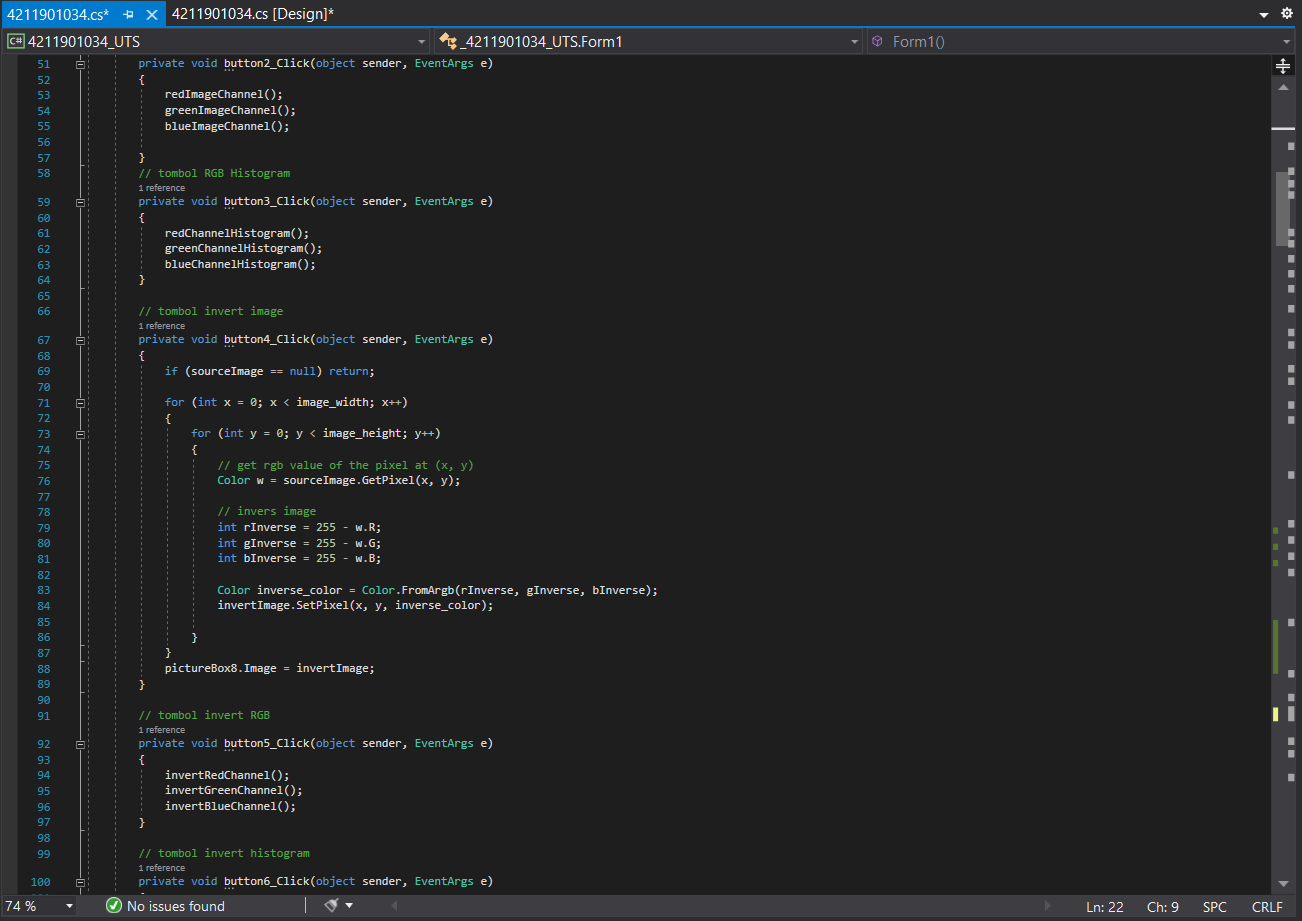 4211901034.cs*
4211901034.cs [Design]*
C# 4211901034_UTS
_4211901034_UTS.Form1
Form1()
51 private void button2_Click(object sender, EventArgs e)
52 {
53 redImageChannel();
54 greenImageChannel();
55 blueImageChannel();
56
57 }
58 // tombol RGB Histogram
1 reference
59 private void button3_Click(object sender, EventArgs e)
60 {
61 redChannelHistogram();
62 greenChannelHistogram();
63 blueChannelHistogram();
64 }
65
66 // tombol invert image
1 reference
67 private void button4_Click(object sender, EventArgs e)
68 {
69 if (sourceImage == null) return;
70
71 for (int x = 0; x < image_width; x++)
72 {
73 for (int y = 0; y < image_height; y++)
74 {
75 // get rgb value of the pixel at (x, y)
76 Color w = sourceImage.GetPixel(x, y);
77
78 // invers image
79 int rInverse = 255 - w.R;
80 int gInverse = 255 - w.G;
81 int bInverse = 255 - w.B;
82
83 Color inverse_color = Color.FromArgb(rInverse, gInverse, bInverse);
84 invertImage.SetPixel(x, y, inverse_color);
85
86 }
87 }
88 pictureBox8.Image = invertImage;
89 }
90
91 // tombol invert RGB
1 reference
92 private void button5_Click(object sender, EventArgs e)
93 {
94 invertRedChannel();
95 invertGreenChannel();
96 invertBlueChannel();
97 }
98
99 // tombol invert histogram
1 reference
100 private void button6_Click(object sender, EventArgs e)
74 %
No issues found
Ln: 22
Ch: 9
SPC
CRLF